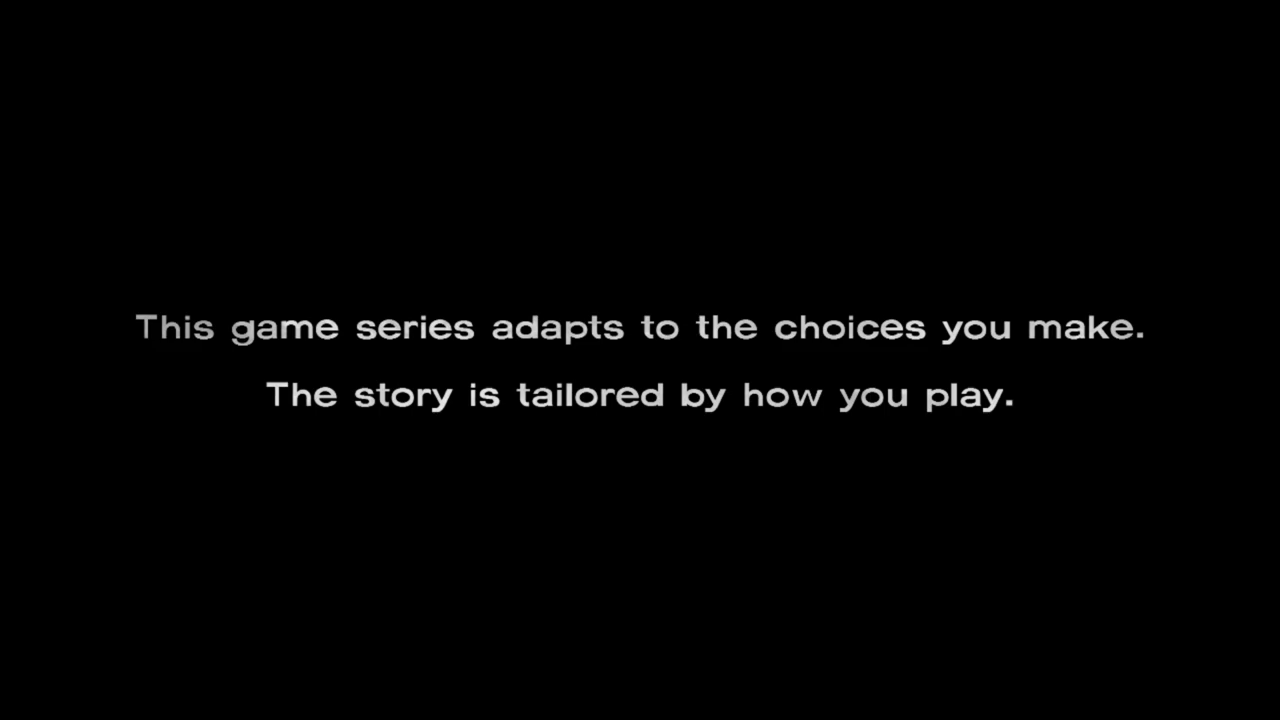 This game series adapts to the choices you make.
The story is tailored by how you play.